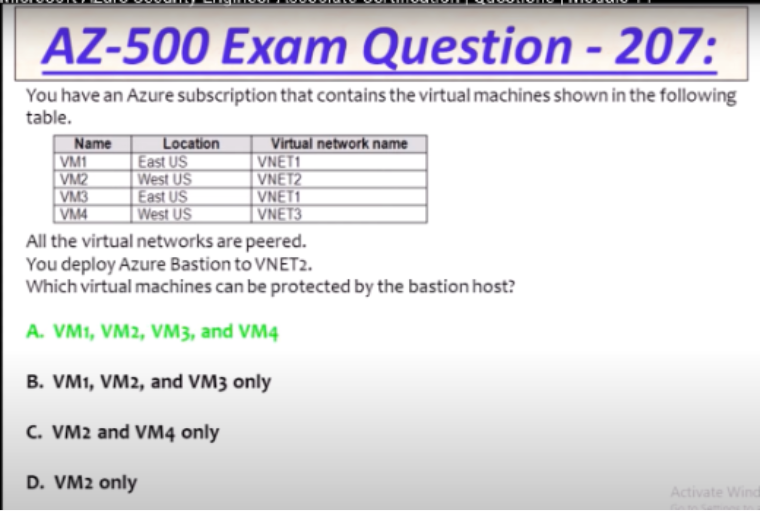 AZ-500 Exam Question - 207:
You have an Azure subscription that contains the virtual machines shown in the following
table.
Name Location Virtual network name
VM1 East US VNET1
VM2 West US VNET2
VM3 East US VNET1
VM4 West US VNET3
All the virtual networks are peered.
You deploy Azure Bastion to VNET2.
Which virtual machines can be protected by the bastion host?
A. VM1, VM2, VM3, and VM4
B. VM1, VM2, and VM3 only
C. VM2 and VM4 only
D. VM2 only
Activate Wind